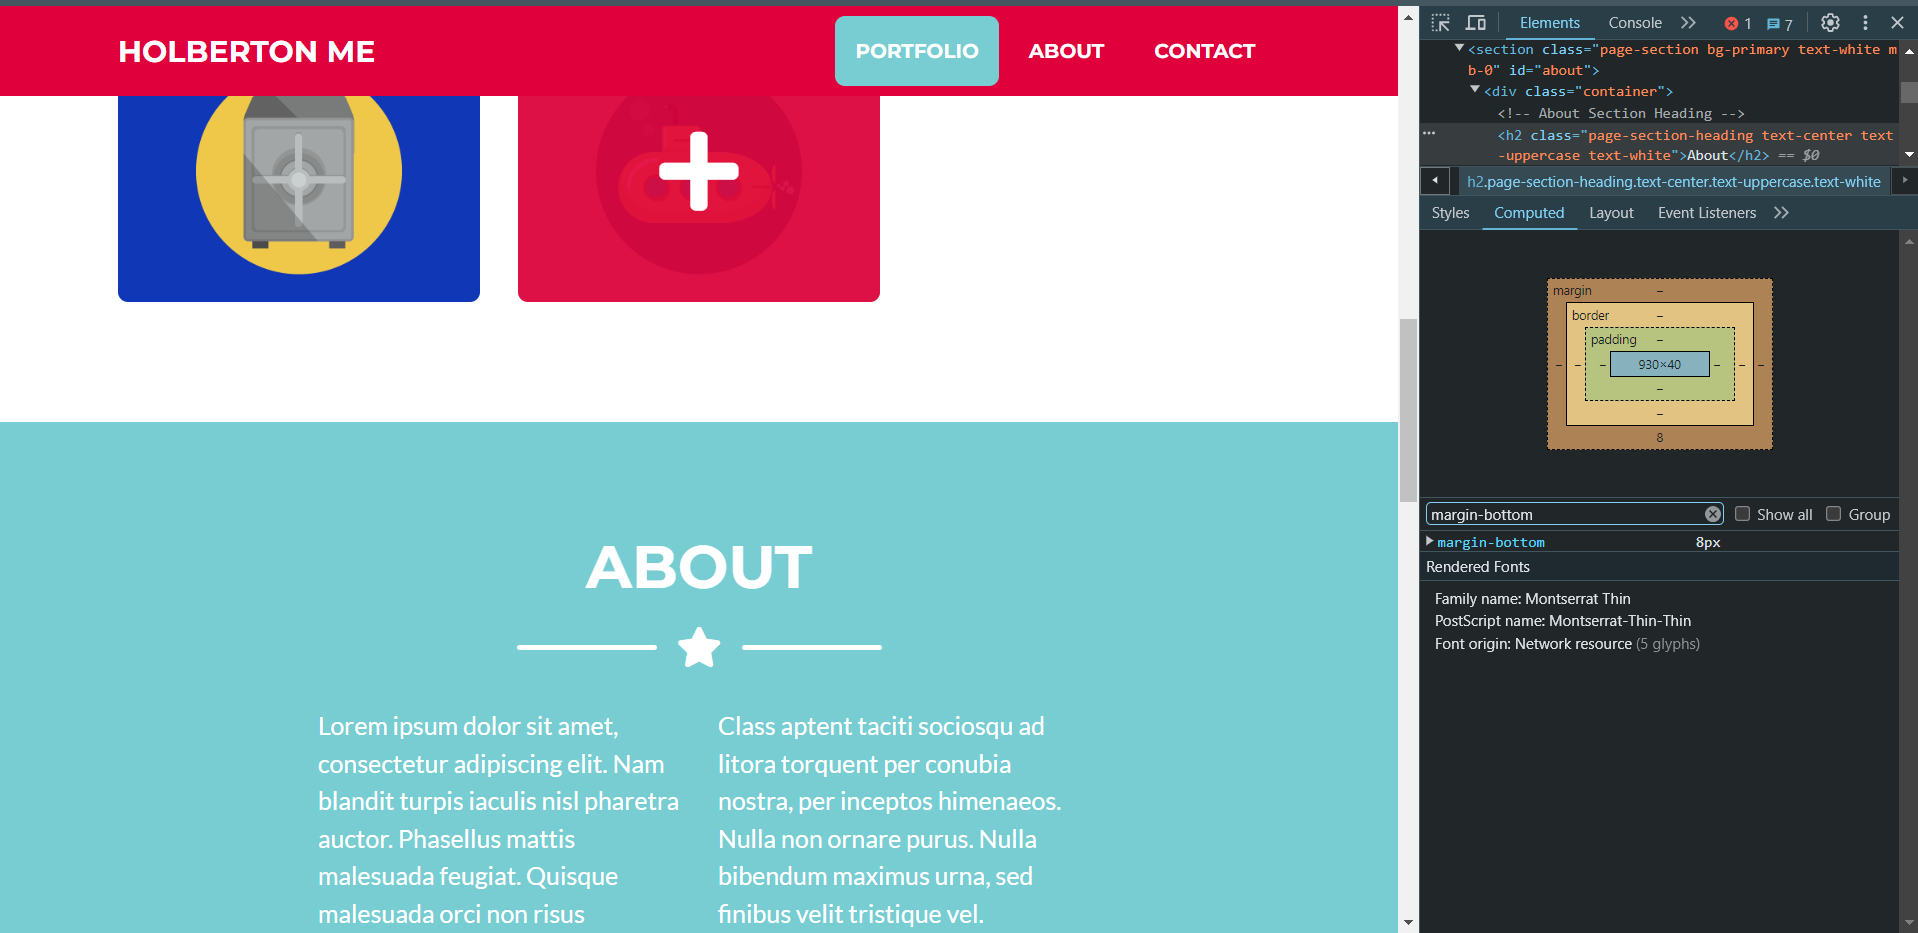 HOLBERTON ME
PORTFOLIO
ABOUT
CONTACT
ABOUT
Lorem ipsum dolor sit amet,
consectetur adipiscing elit. Nam
blandit turpis iaculis nisl pharetra
auctor. Phasellus mattis
malesuada feugiat. Quisque
malesuada orci non risus
Class aptent taciti sociosqu ad
litora torquent per conubia
nostra, per inceptos himenaeos.
Nulla non ornare purus. Nulla
bibendum maximus urna, sed
finibus velit tristique vel.
Elements
Console
1
7
<section class="page-section bg-primary text-white m
b-0" id="about">
<div class="container">
<!-- About Section Heading -->
<h2 class="page-section-heading text-center text
-uppercase text-white">About</h2> == $0
h2.page-section-heading.text-center.text-uppercase.text-white
Styles
Computed
Layout
Event Listeners
margin –
border –
padding –
– – – 930×40 – – –
–
–
8
margin-bottom
Show all
Group
margin-bottom 8px
Rendered Fonts
Family name: Montserrat Thin
PostScript name: Montserrat-Thin-Thin
Font origin: Network resource (5 glyphs)